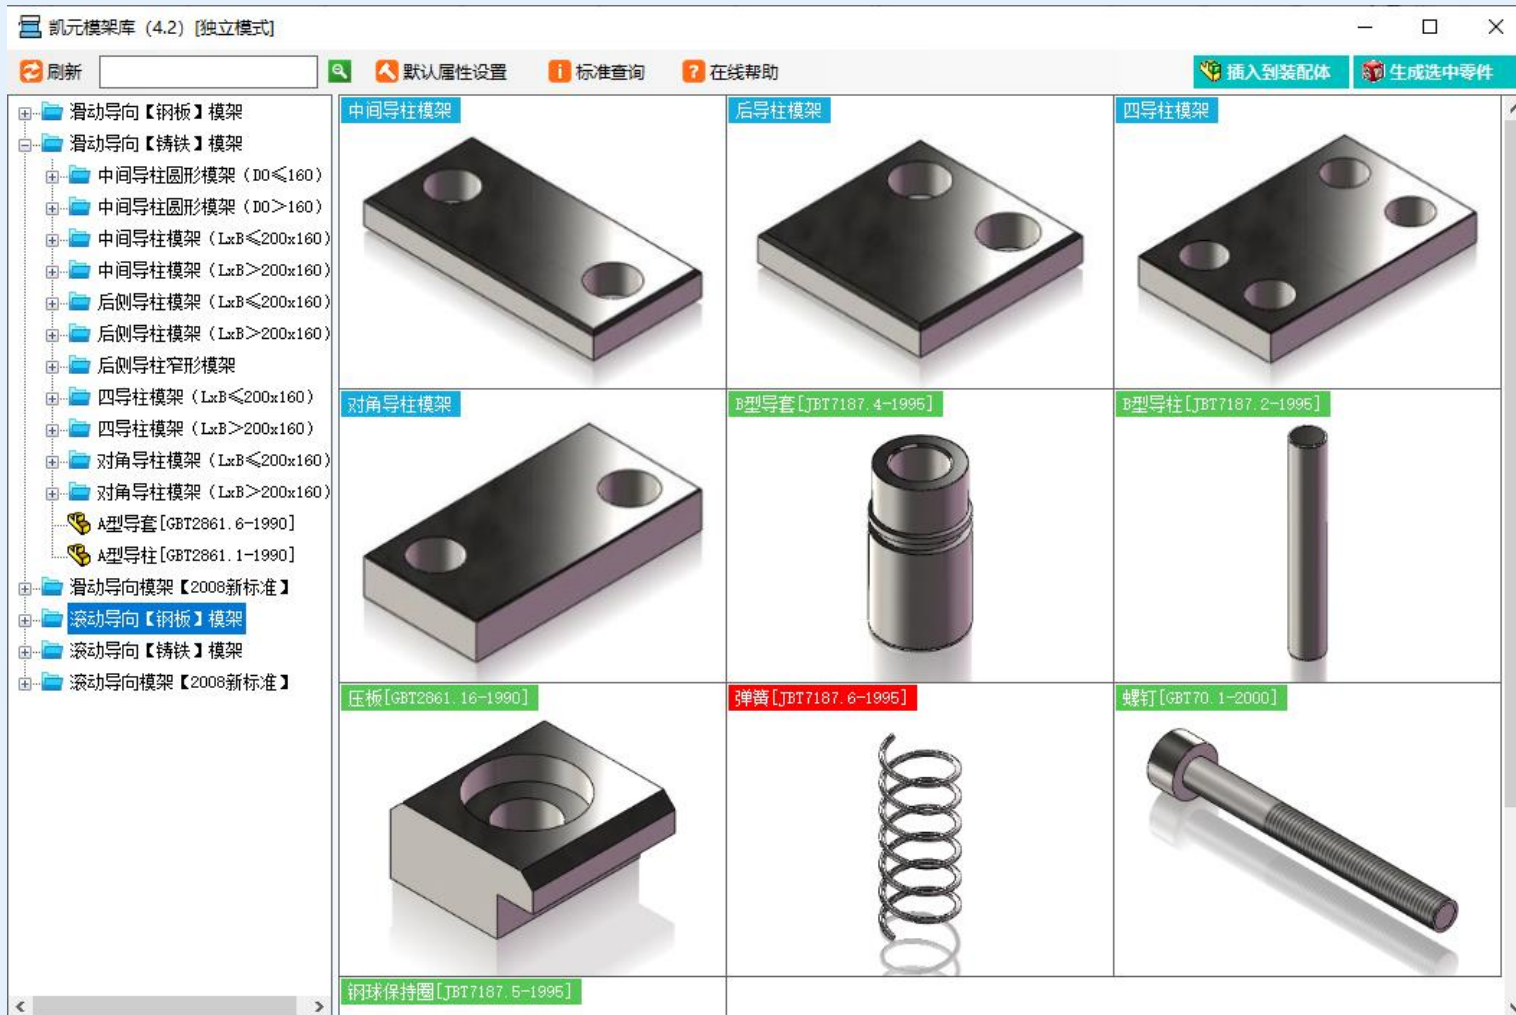 凯元模架库 (4.2) [独立模式]
刷新 默认属性设置 标准查询 在线帮助 插入到装配体 生成选中零件
滑动导向【钢板】模架
滑动导向【铸铁】模架
中间导柱圆形模架（D0≤160）
中间导柱圆形模架（D0＞160）
中间导柱模架（LxB≤200x160）
中间导柱模架（LxB＞200x160）
后侧导柱模架（LxB≤200x160）
后侧导柱模架（LxB＞200x160）
后侧导柱窄形模架
四导柱模架（LxB≤200x160）
四导柱模架（LxB＞200x160）
对角导柱模架（LxB≤200x160）
对角导柱模架（LxB＞200x160）
A型导套[GBT2861.6-1990]
A型导柱[GBT2861.1-1990]
滑动导向模架【2008新标准】
滚动导向【钢板】模架
滚动导向【铸铁】模架
滚动导向模架【2008新标准】
中间导柱模架
后导柱模架
四导柱模架
对角导柱模架
B型导套[JBT7187.4-1995]
B型导柱[JBT7187.2-1995]
压板[GBT2861.16-1990]
弹簧[JBT7187.6-1995]
螺钉[GBT70.1-2000]
钢球保持圈[JBT7187.5-1995]